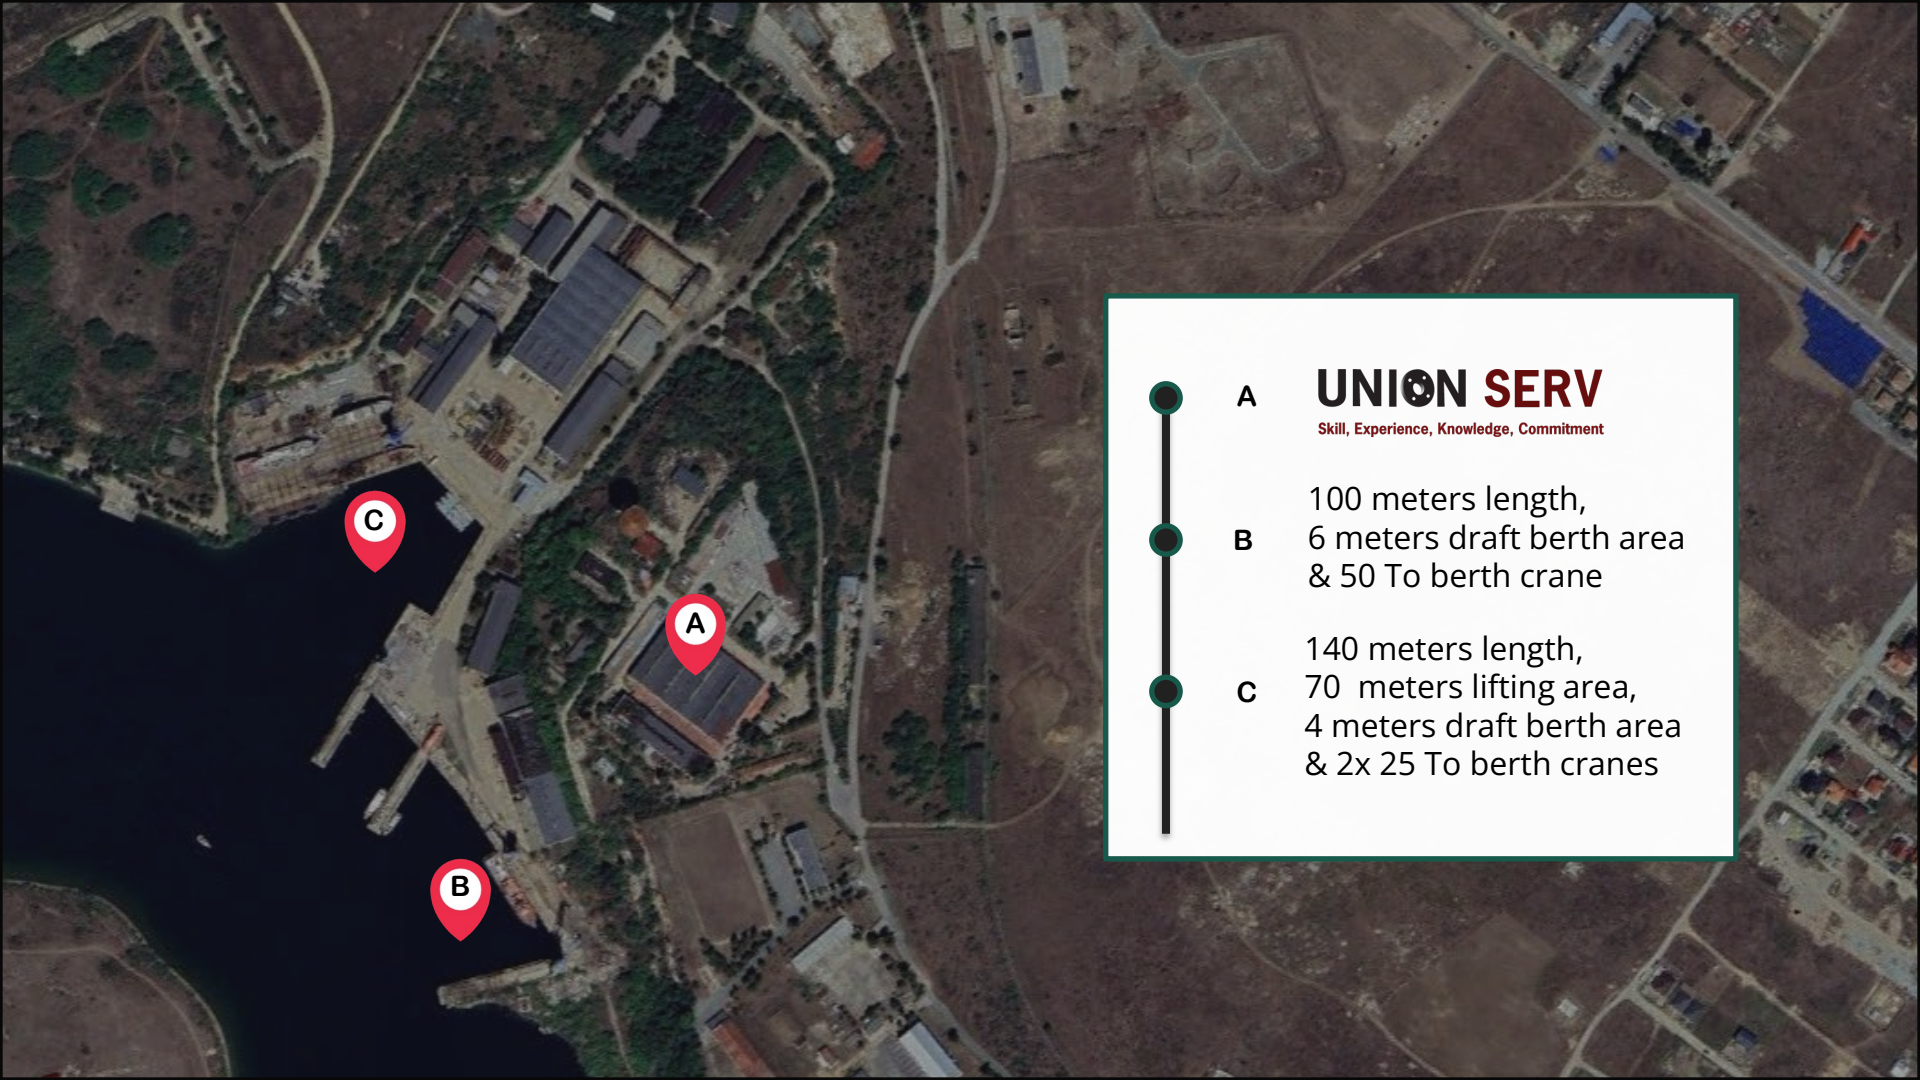 C
A
B
A
UNION SERV
Skill, Experience, Knowledge, Commitment
B
100 meters length,
6 meters draft berth area
& 50 To berth crane
C
140 meters length,
70 meters lifting area,
4 meters draft berth area
& 2x 25 To berth cranes